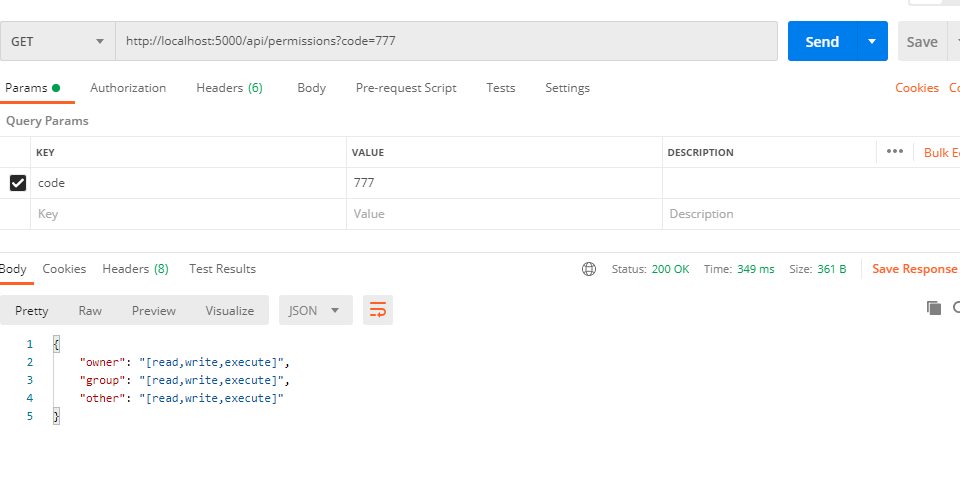 GET http://localhost:5000/api/permissions?code=777 Send Save
Params Authorization Headers (6) Body Pre-request Script Tests Settings Cookies Co
Query Params
KEY VALUE DESCRIPTION ••• Bulk E
code 777
Key Value Description
Body Cookies Headers (8) Test Results Status: 200 OK Time: 349 ms Size: 361 B Save Response
Pretty Raw Preview Visualize JSON
1 {
2 "owner": "[read,write,execute]",
3 "group": "[read,write,execute]",
4 "other": "[read,write,execute]"
5 }